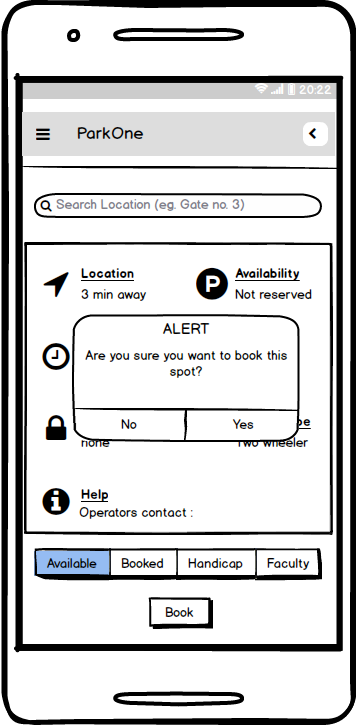 20:22
ParkOne
Search Location (eg. Gate no. 3)
Location
3 min away
Availability
Not reserved
ALERT
Are you sure you want to book this
spot?
No
Yes
none
Two wheeler
Help
Operators contact :
Available
Booked
Handicap
Faculty
Book